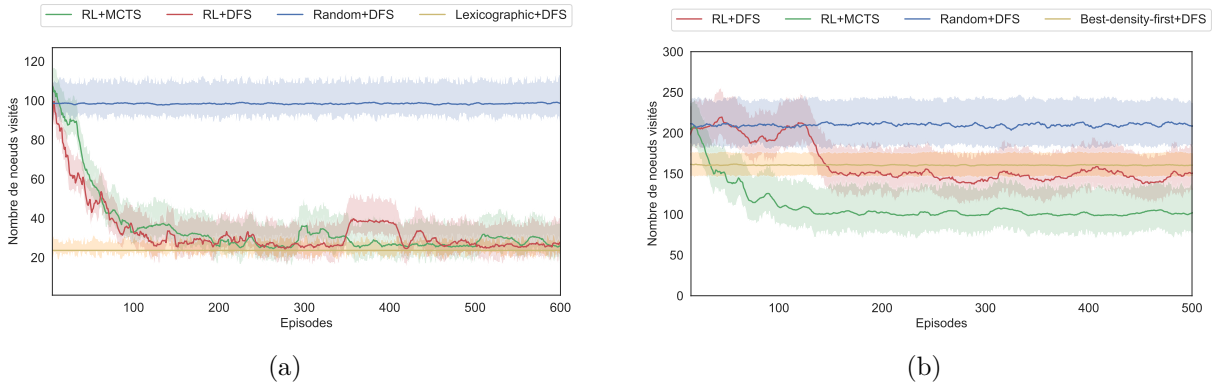 RL+MCTS RL+DFS Random+DFS Lexicographic+DFS
120
100
80
60
40
20
Nombre de noeuds visités
100 200 300 400 500 600
Episodes
(a)
RL+DFS RL+MCTS Random+DFS Best-density-first+DFS
300
250
200
150
100
50
0
Nombre de noeuds visités
100 200 300 400 500
Episodes
(b)